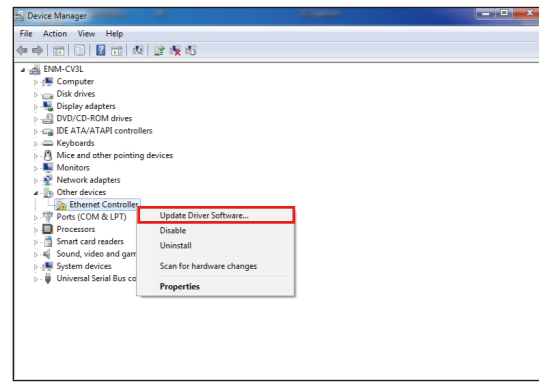 Device Manager
File Action View Help
ENM-CV3L
Computer
Disk drives
Display adapters
DVD/CD-ROM drives
IDE ATA/ATAPI controllers
Keyboards
Mice and other pointing devices
Monitors
Network adapters
Other devices
Ethernet Controller
Ports (COM & LPT)
Processors
Smart card readers
Sound, video and gam
System devices
Universal Serial Bus co
Update Driver Software...
Disable
Uninstall
Scan for hardware changes
Properties